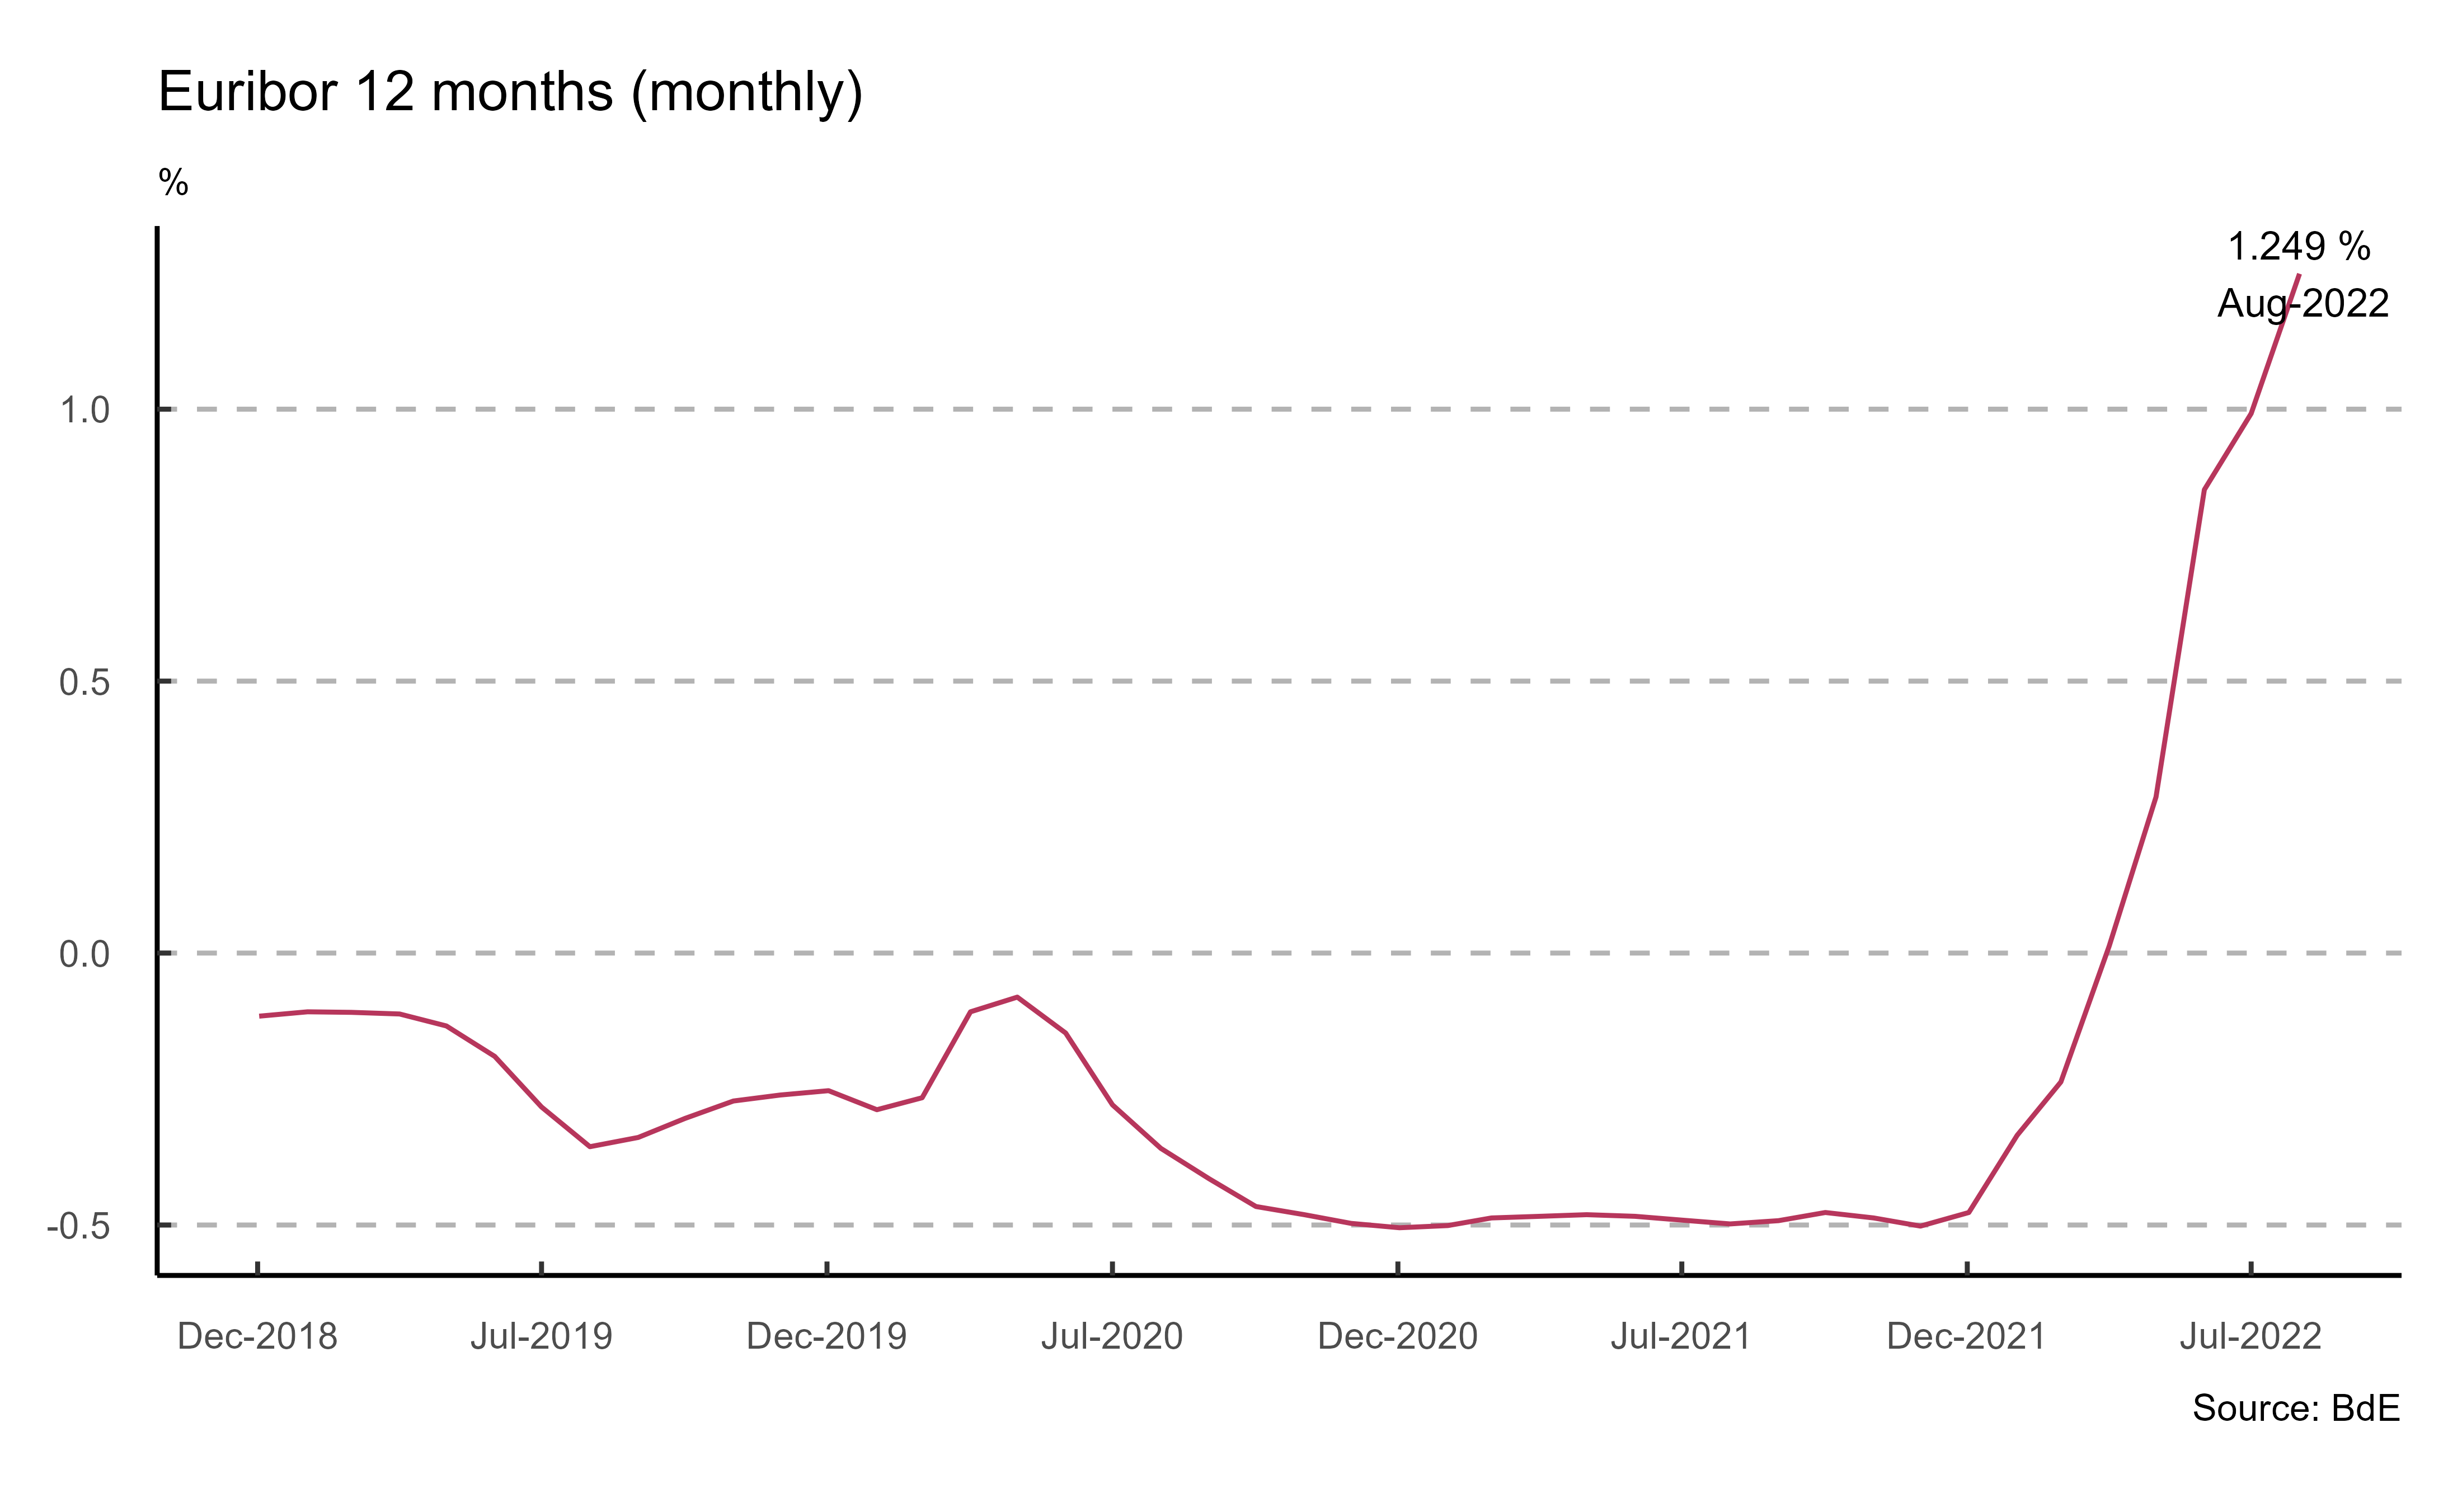 Euribor 12 months (monthly)
%
1.249 %
Aug-2022
1.0
0.5
0.0
-0.5
Dec-2018 Jul-2019 Dec-2019 Jul-2020 Dec-2020 Jul-2021 Dec-2021 Jul-2022
Source: BdE